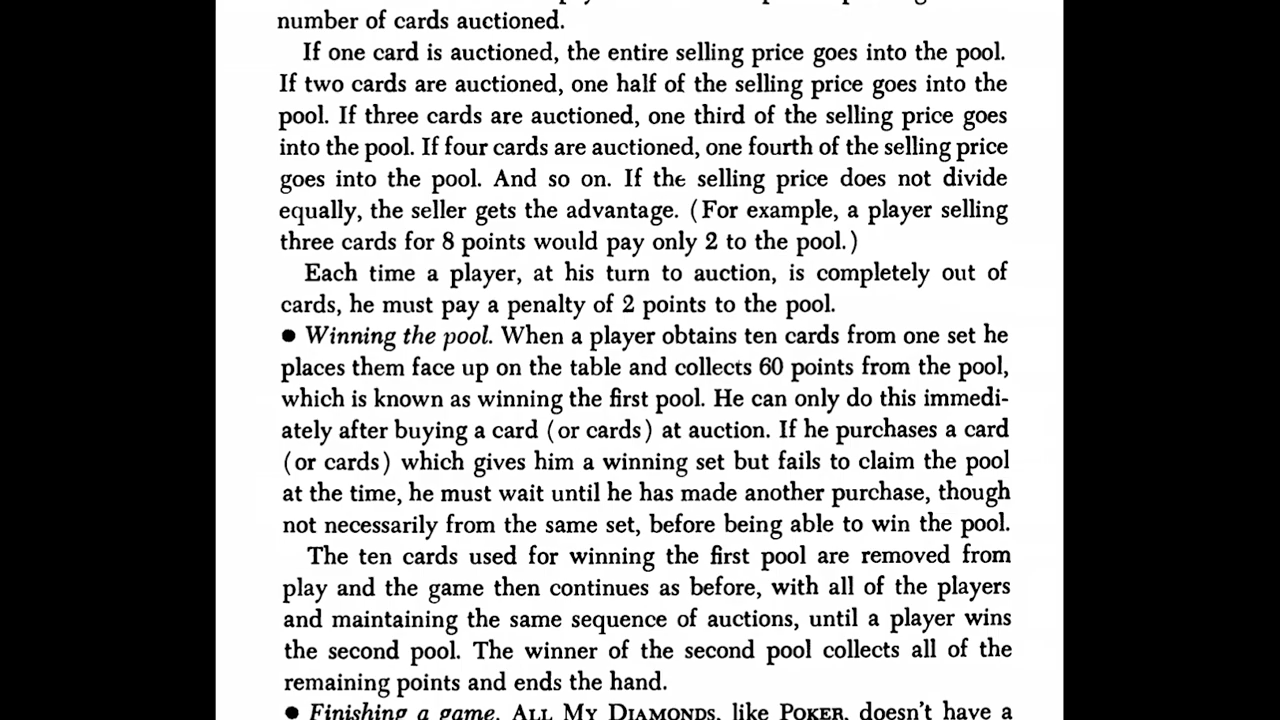 number of cards auctioned.
If one card is auctioned, the entire selling price goes into the pool.
If two cards are auctioned, one half of the selling price goes into the
pool. If three cards are auctioned, one third of the selling price goes
into the pool. If four cards are auctioned, one fourth of the selling price
goes into the pool. And so on. If the selling price does not divide
equally, the seller gets the advantage. (For example, a player selling
three cards for 8 points would pay only 2 to the pool.)
Each time a player, at his turn to auction, is completely out of
cards, he must pay a penalty of 2 points to the pool.
• Winning the pool. When a player obtains ten cards from one set he
places them face up on the table and collects 60 points from the pool,
which is known as winning the first pool. He can only do this immedi-
ately after buying a card (or cards) at auction. If he purchases a card
(or cards) which gives him a winning set but fails to claim the pool
at the time, he must wait until he has made another purchase, though
not necessarily from the same set, before being able to win the pool.
The ten cards used for winning the first pool are removed from
play and the game then continues as before, with all of the players
and maintaining the same sequence of auctions, until a player wins
the second pool. The winner of the second pool collects all of the
remaining points and ends the hand.
• Finishing a game. ALL MY DIAMONDS, like POKER, doesn't have a